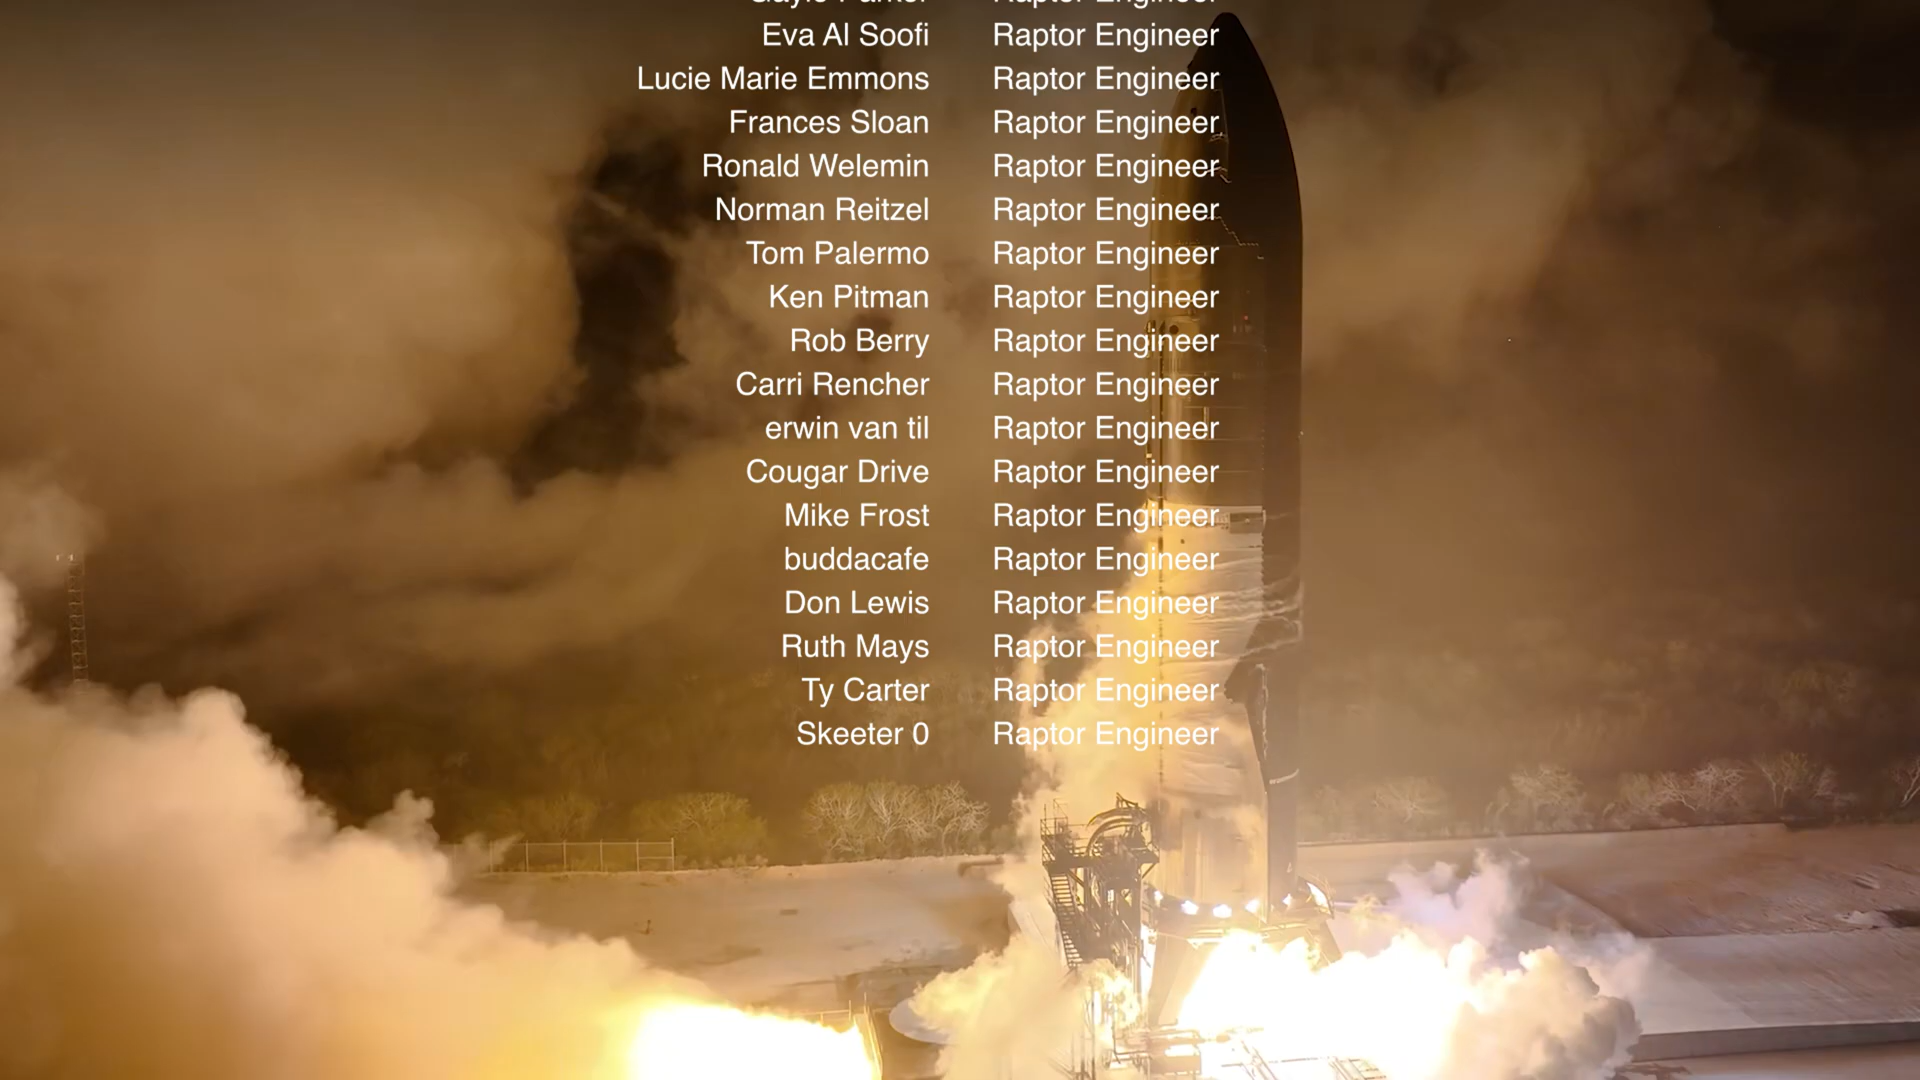 Eva Al Soofi Raptor Engineer
Lucie Marie Emmons Raptor Engineer
Frances Sloan Raptor Engineer
Ronald Welemin Raptor Engineer
Norman Reitzel Raptor Engineer
Tom Palermo Raptor Engineer
Ken Pitman Raptor Engineer
Rob Berry Raptor Engineer
Carri Rencher Raptor Engineer
erwin van til Raptor Engineer
Cougar Drive Raptor Engineer
Mike Frost Raptor Engineer
buddacafe Raptor Engineer
Don Lewis Raptor Engineer
Ruth Mays Raptor Engineer
Ty Carter Raptor Engineer
Skeeter 0 Raptor Engineer